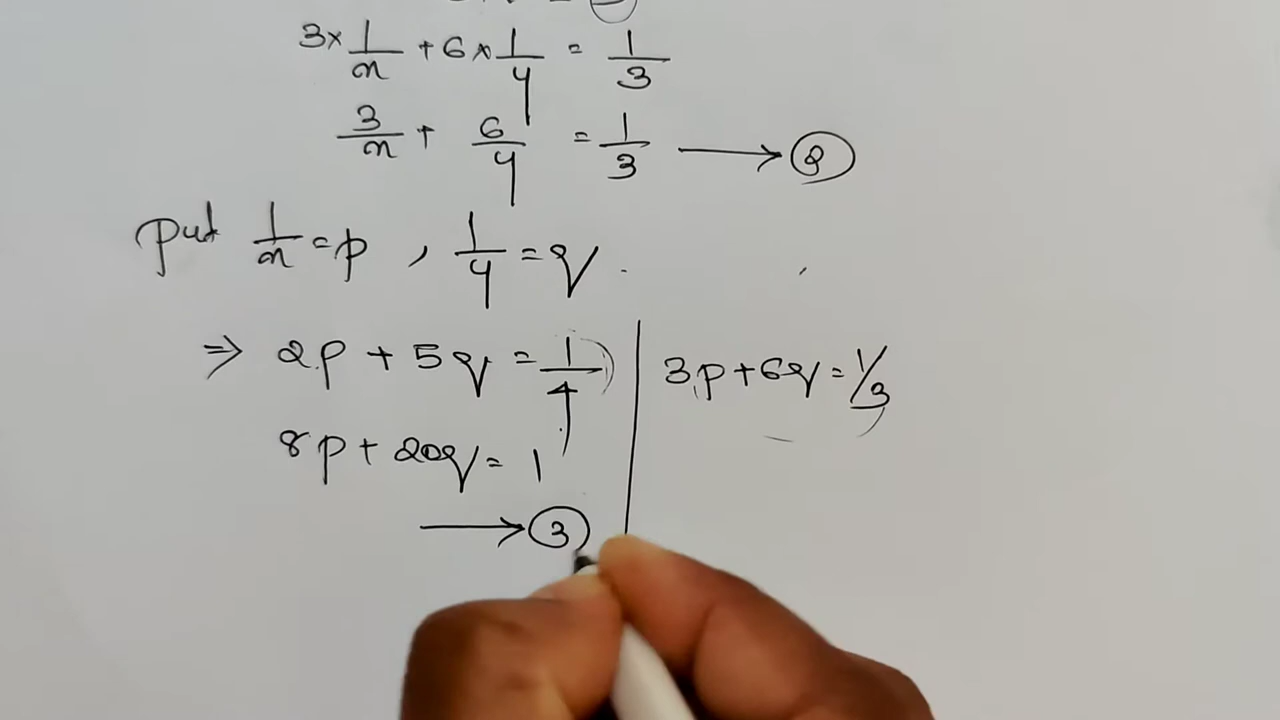 3 × 1/x + 6 × 1/y = 1/3
3/x + 6/y = 1/3 ⟶ ②
put 1/x = p , 1/y = q .
⇒ 2p + 5q = 1/4
8p + 20q = 1
⟶ ③
3p + 6q = 1/3